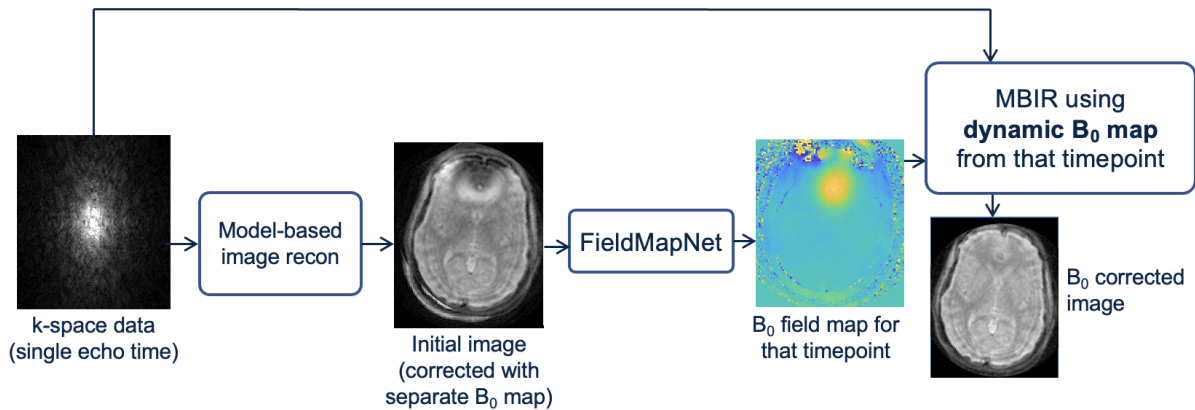 MBIR using
dynamic B₀ map
from that timepoint
Model-based
image recon
FieldMapNet
k-space data
(single echo time)
Initial image
(corrected with
separate B₀ map)
B₀ field map for
that timepoint
B₀ corrected
image